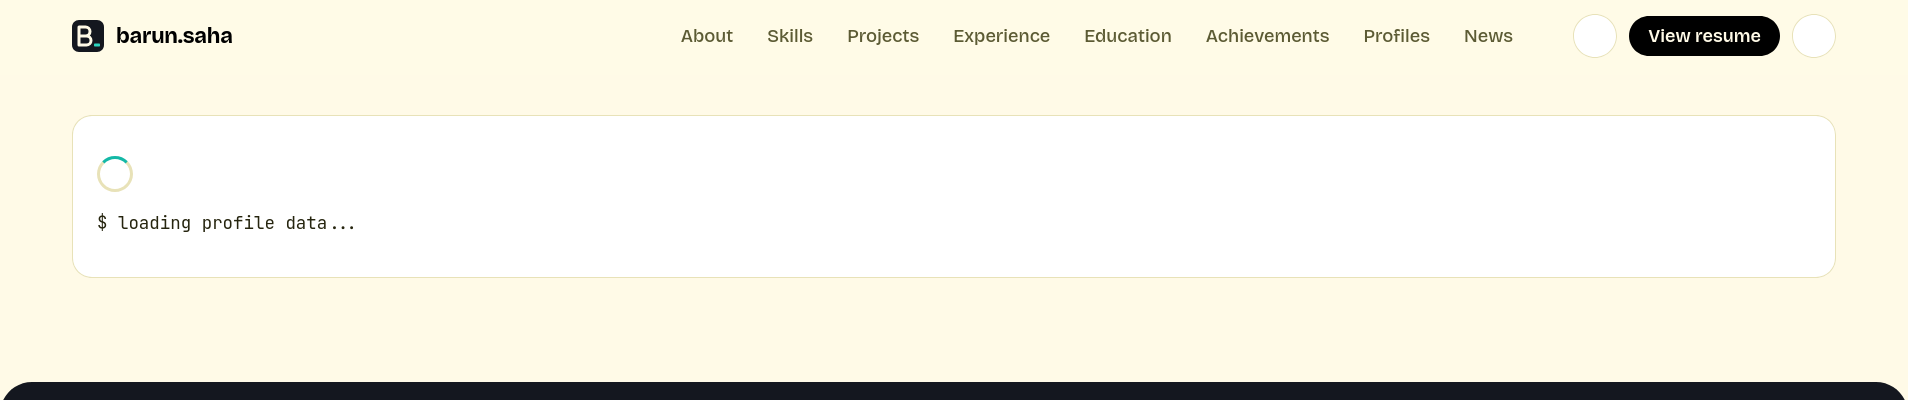 B. barun.saha
About Skills Projects Experience Education Achievements Profiles News View resume
$ loading profile data...